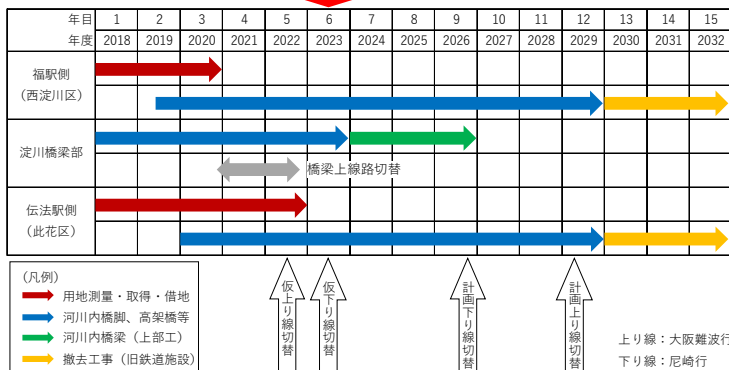 年目 1 2 3 4 5 6 7 8 9 10 11 12 13 14 15
年度 2018 2019 2020 2021 2022 2023 2024 2025 2026 2027 2028 2029 2030 2031 2032
福駅側
(西淀川区)
淀川橋梁部
橋梁上線路切替
伝法駅側
(此花区)
(凡例)
用地測量・取得・借地
河川内橋脚、高架橋等
河川内橋梁(上部工)
撤去工事(旧鉄道施設)
仮上り線切替
仮下り線切替
計画下り線切替
計画上り線切替
上り線:大阪難波行
下り線:尼崎行